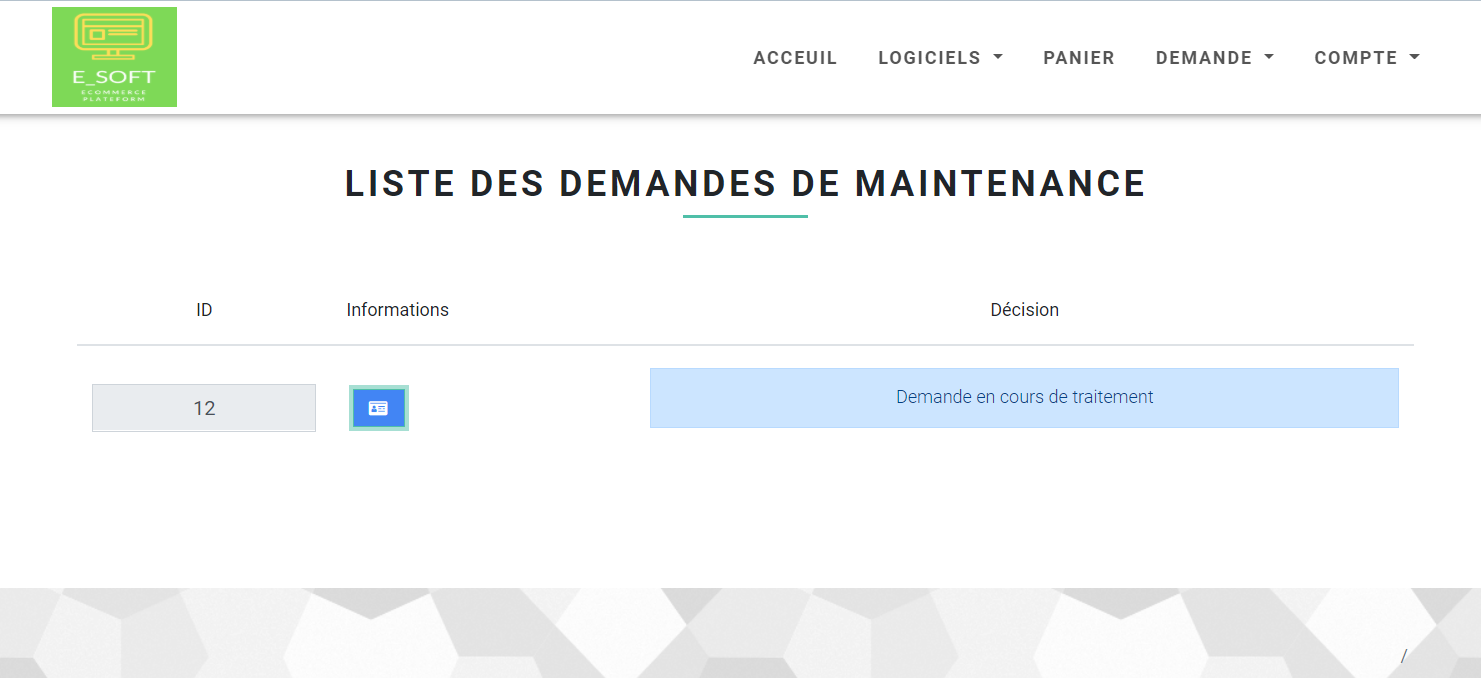 E_SOFT
ECOMMERCE
PLATEFORM
ACCEUIL LOGICIELS PANIER DEMANDE COMPTE
LISTE DES DEMANDES DE MAINTENANCE
ID Informations Décision
12 Demande en cours de traitement
/